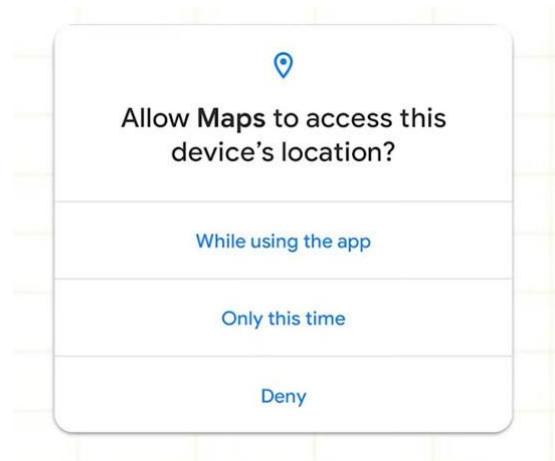 Allow Maps to access this
device’s location?
While using the app
Only this time
Deny